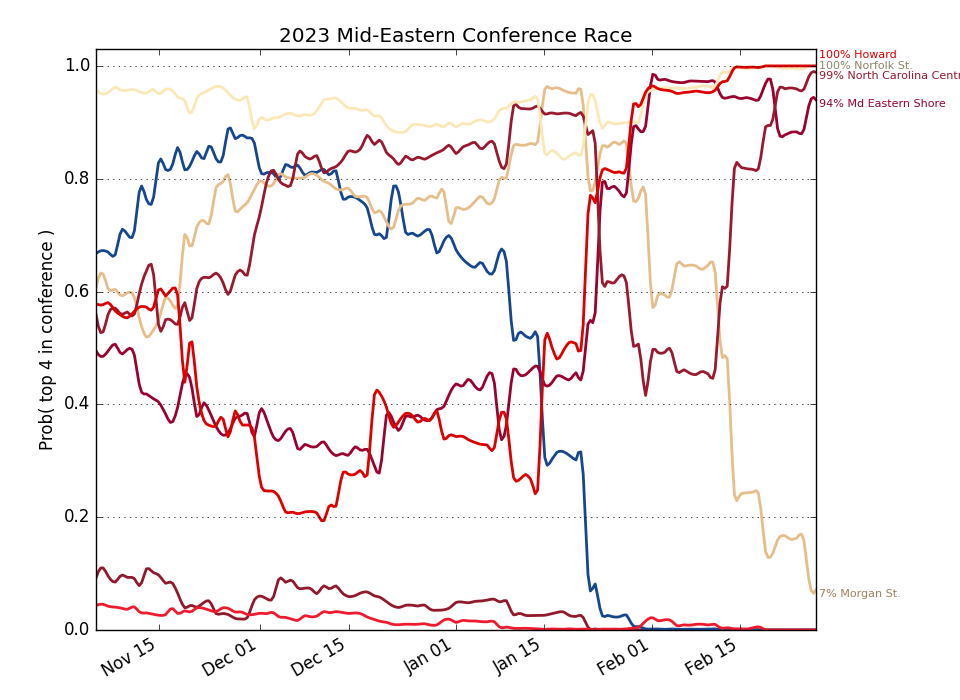 2023 Mid-Eastern Conference Race
Prob( top 4 in conference )
1.0
0.8
0.6
0.4
0.2
0.0
Nov 15
Dec 01
Dec 15
Jan 01
Jan 15
Feb 01
Feb 15
100% Howard
100% Norfolk St.
99% North Carolina Centr
94% Md Eastern Shore
7% Morgan St.